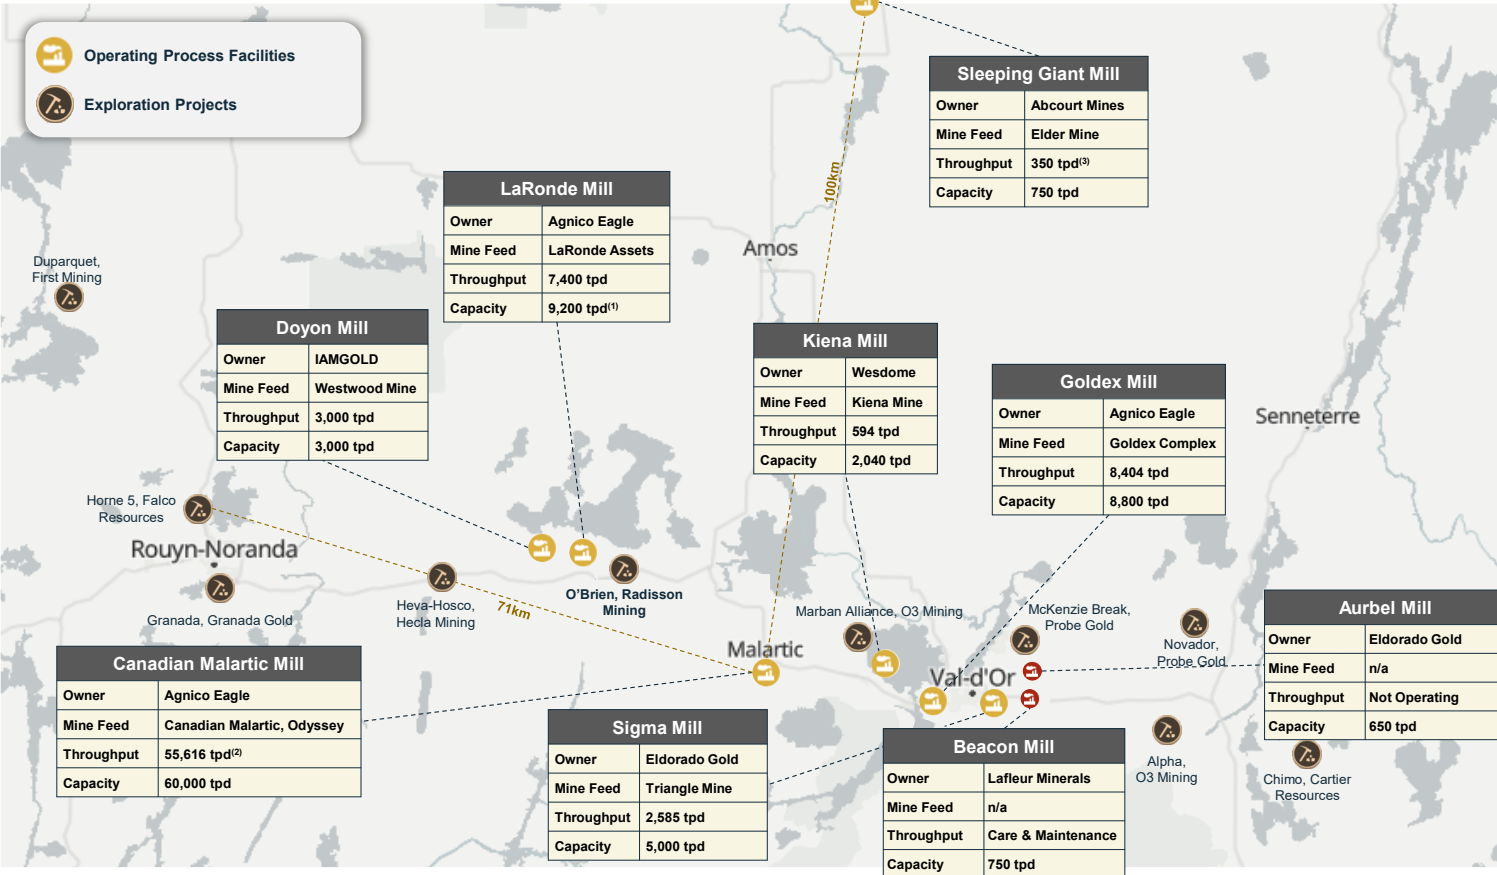 Operating Process Facilities
Exploration Projects
Sleeping Giant Mill
Owner Abcourt Mines
Mine Feed Elder Mine
Throughput 350 tpd(3)
Capacity 750 tpd
100km
LaRonde Mill
Owner Agnico Eagle
Mine Feed LaRonde Assets
Throughput 7,400 tpd
Capacity 9,200 tpd(1)
Amos
Duparquet,
First Mining
Doyon Mill
Owner IAMGOLD
Mine Feed Westwood Mine
Throughput 3,000 tpd
Capacity 3,000 tpd
Kiena Mill
Owner Wesdome
Mine Feed Kiena Mine
Throughput 594 tpd
Capacity 2,040 tpd
Goldex Mill
Owner Agnico Eagle
Mine Feed Goldex Complex
Throughput 8,404 tpd
Capacity 8,800 tpd
Senneterre
Horne 5, Falco
Resources
Rouyn-Noranda
Granada, Granada Gold
Heva-Hosco,
Hecla Mining
71km
O'Brien, Radisson
Mining
Marban Alliance, O3 Mining
McKenzie Break,
Probe Gold
Novador,
Probe Gold
Malartic
Val-d'Or
Aurbel Mill
Owner Eldorado Gold
Mine Feed n/a
Throughput Not Operating
Capacity 650 tpd
Canadian Malartic Mill
Owner Agnico Eagle
Mine Feed Canadian Malartic, Odyssey
Throughput 55,616 tpd(2)
Capacity 60,000 tpd
Sigma Mill
Owner Eldorado Gold
Mine Feed Triangle Mine
Throughput 2,585 tpd
Capacity 5,000 tpd
Beacon Mill
Owner Lafleur Minerals
Mine Feed n/a
Throughput Care & Maintenance
Capacity 750 tpd
Alpha,
O3 Mining
Chimo, Cartier
Resources